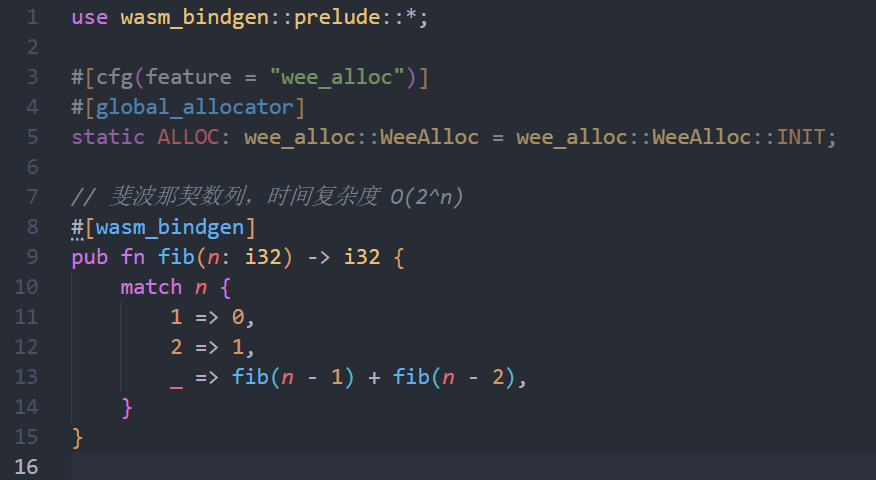 1 use wasm_bindgen::prelude::*;
2
3 #[cfg(feature = "wee_alloc")]
4 #[global_allocator]
5 static ALLOC: wee_alloc::WeeAlloc = wee_alloc::WeeAlloc::INIT;
6
7 // 斐波那契数列，时间复杂度 O(2^n)
8 #[wasm_bindgen]
9 pub fn fib(n: i32) -> i32 {
10     match n {
11         1 => 0,
12         2 => 1,
13         _ => fib(n - 1) + fib(n - 2),
14     }
15 }
16